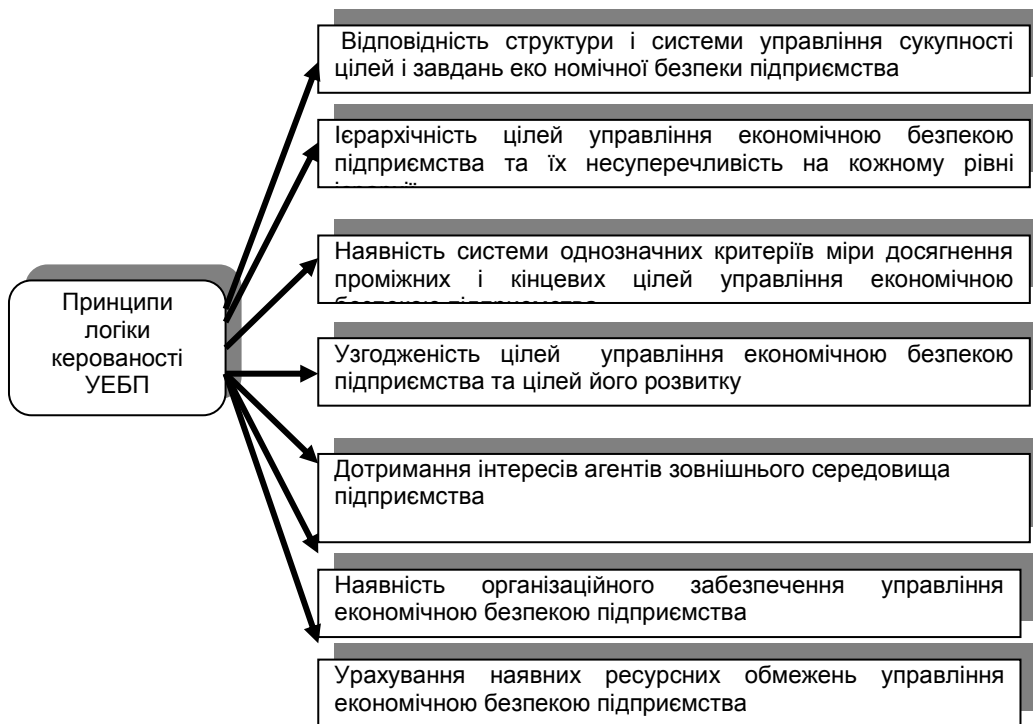 Відповідність структури і системи управління сукупності
цілей і завдань еко номічної безпеки підприємства
Ієрархічність цілей управління економічною безпекою
підприємства та їх несуперечливість на кожному рівні
Наявність системи однозначних критеріїв міри досягнення
проміжних і кінцевих цілей управління економічною
безпекою підприємства
Принципи
логіки
керованості
УЕБП
Узгодженість цілей управління економічною безпекою
підприємства та цілей його розвитку
Дотримання інтересів агентів зовнішнього середовища
підприємства
Наявність організаційного забезпечення управління
економічною безпекою підприємства
Урахування наявних ресурсних обмежень управління
економічною безпекою підприємства